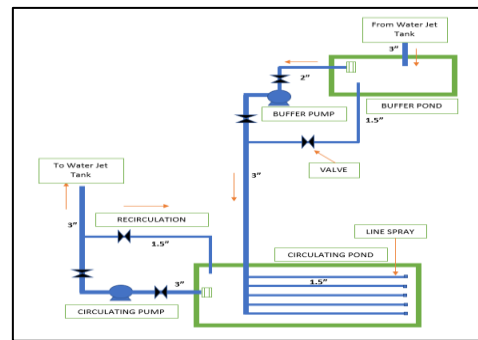 From Water Jet
Tank
3”
2”
BUFFER PUMP
BUFFER POND
1.5”
VALVE
3”
To Water Jet
Tank
RECIRCULATION
3”
1.5”
LINE SPRAY
CIRCULATING POND
1.5”
3”
CIRCULATING PUMP